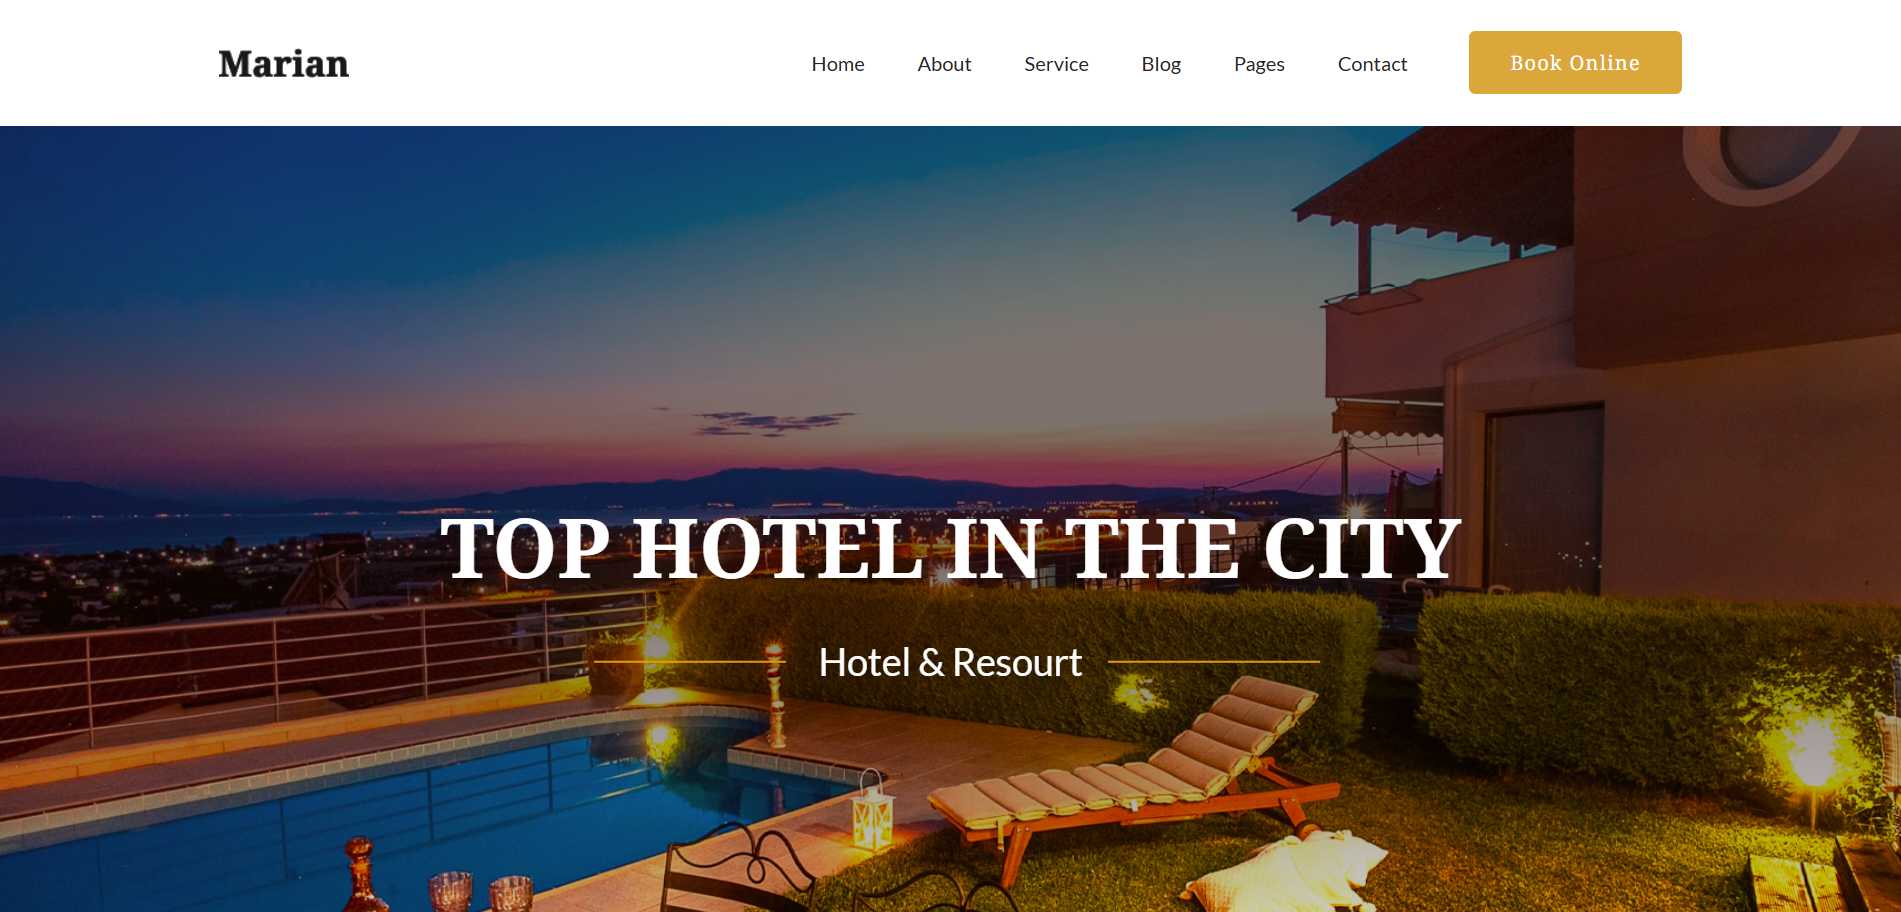 Marian
Home About Service Blog Pages Contact Book Online
TOP HOTEL IN THE CITY
Hotel & Resourt